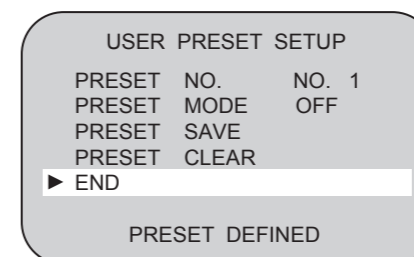 USER PRESET SETUP
PRESET NO. NO. 1
PRESET MODE OFF
PRESET SAVE
PRESET CLEAR
► END
PRESET DEFINED